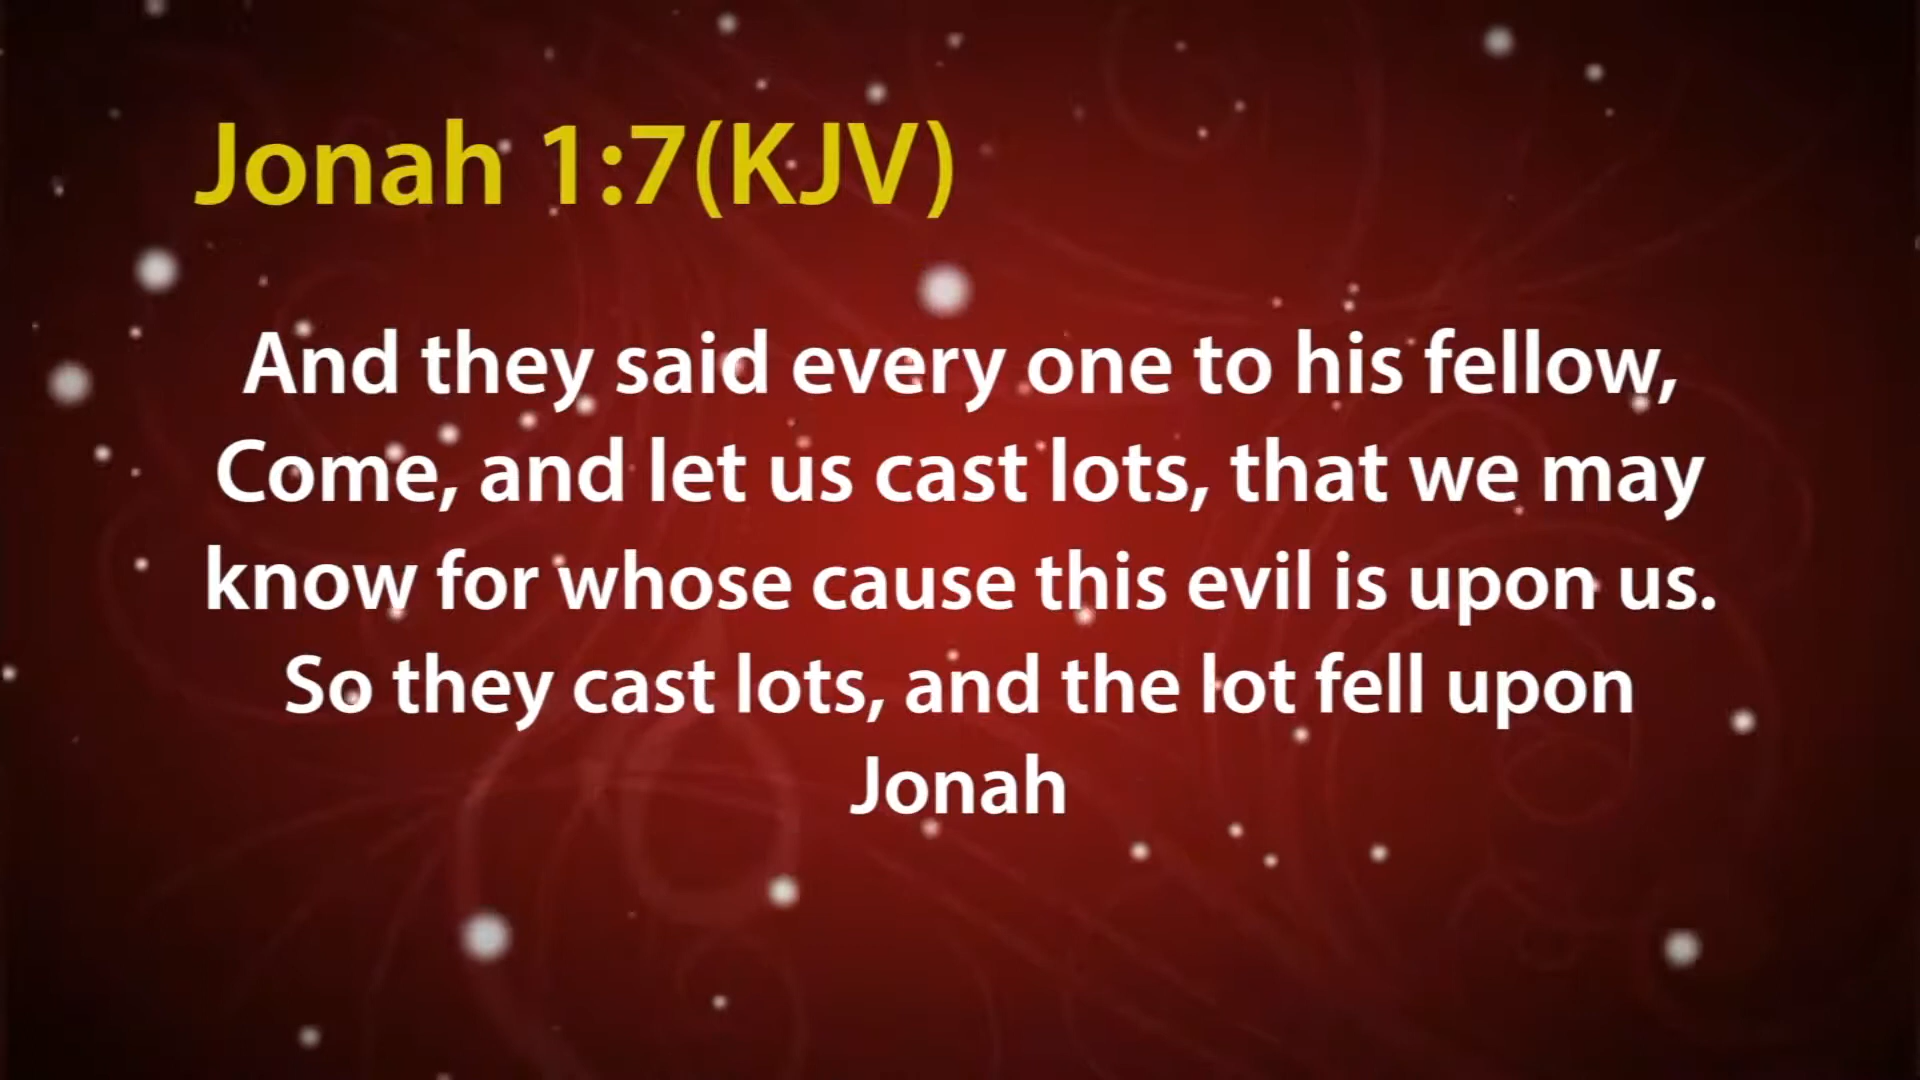 Jonah 1:7(KJV)
And they said every one to his fellow,
Come, and let us cast lots, that we may
know for whose cause this evil is upon us.
So they cast lots, and the lot fell upon
Jonah